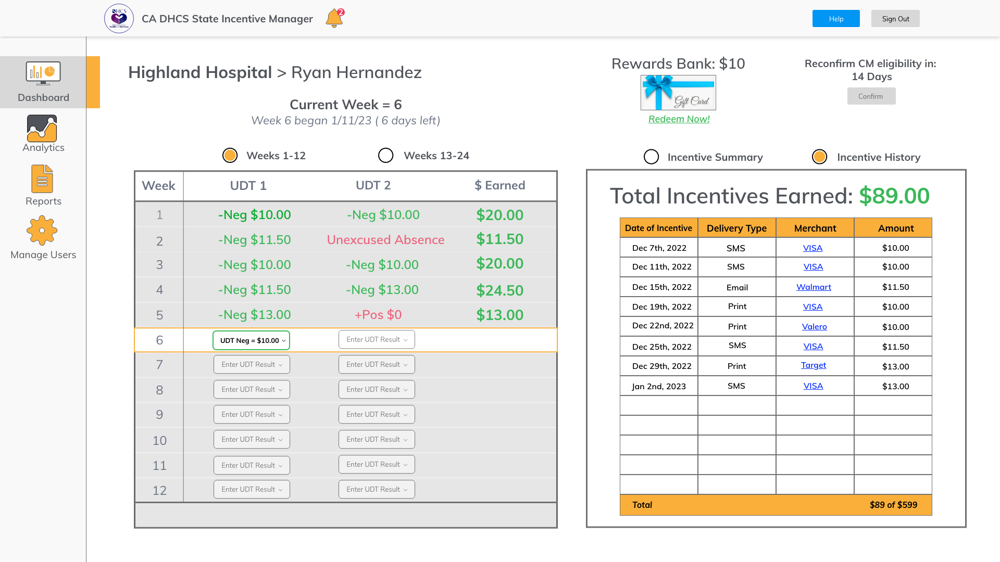 DHCS
HealthCareServices
CA DHCS State Incentive Manager
2
Help
Sign Out
Dashboard
Analytics
Reports
Manage Users
Highland Hospital > Ryan Hernandez
Current Week = 6
Week 6 began 1/11/23 ( 6 days left)
Rewards Bank: $10
Gift Card
Redeem Now!
Reconfirm CM eligibility in:
14 Days
Confirm
Weeks 1-12
Weeks 13-24
Week UDT 1 UDT 2 $ Earned
1 -Neg $10.00 -Neg $10.00 $20.00
2 -Neg $11.50 Unexcused Absence $11.50
3 -Neg $10.00 -Neg $10.00 $20.00
4 -Neg $11.50 -Neg $13.00 $24.50
5 -Neg $13.00 +Pos $0 $13.00
6 UDT Neg = $10.00 Enter UDT Result
7 Enter UDT Result Enter UDT Result
8 Enter UDT Result Enter UDT Result
9 Enter UDT Result Enter UDT Result
10 Enter UDT Result Enter UDT Result
11 Enter UDT Result Enter UDT Result
12 Enter UDT Result Enter UDT Result
Incentive Summary
Incentive History
Total Incentives Earned: $89.00
Date of Incentive Delivery Type Merchant Amount
Dec 7th, 2022 SMS VISA $10.00
Dec 11th, 2022 SMS VISA $10.00
Dec 15th, 2022 Email Walmart $11.50
Dec 19th, 2022 Print VISA $10.00
Dec 22nd, 2022 Print Valero $10.00
Dec 25th, 2022 SMS VISA $11.50
Dec 29th, 2022 Print Target $13.00
Jan 2nd, 2023 SMS VISA $13.00
Total $89 of $599